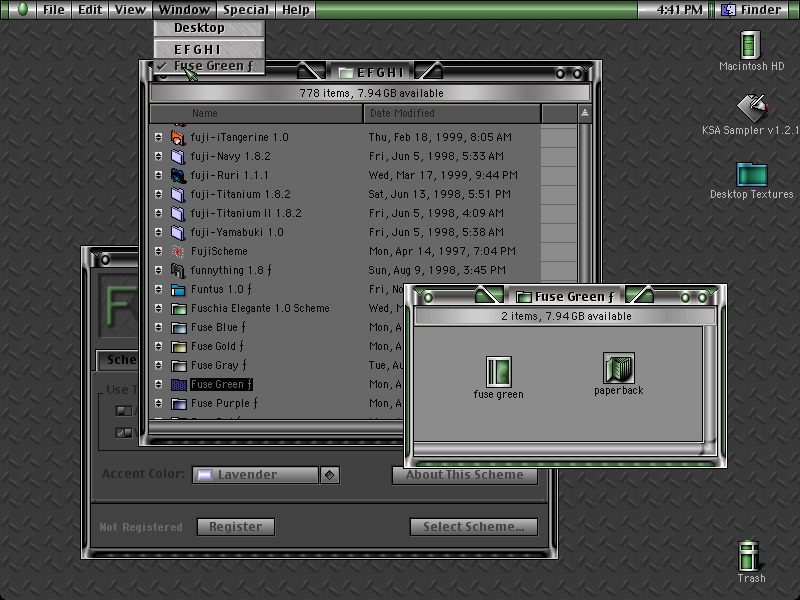 File Edit View Window Special Help 4:41 PM Finder
Desktop
E F G H I
✓ Fuse Green ƒ
E F G H I
778 items, 7.94 GB available
Name Date Modified
fuji-iTangerine 1.0 Thu, Feb 18, 1999, 8:05 AM
fuji-Navy 1.8.2 Fri, Jun 5, 1998, 5:33 AM
fuji-Ruri 1.1.1 Wed, Mar 17, 1999, 9:44 PM
fuji-Titanium 1.8.2 Sat, Jun 13, 1998, 5:51 PM
fuji-Titanium II 1.8.2 Fri, Jun 5, 1998, 4:09 AM
fuji-Yamabuki 1.0 Fri, Jun 5, 1998, 5:38 AM
FujiScheme Mon, Apr 14, 1997, 7:04 PM
funnything 1.8 ƒ Sun, Aug 9, 1998, 3:45 PM
Funtus 1.0 ƒ Fri, No
Fuschia Elegante 1.0 Scheme Wed,
Fuse Blue ƒ Mon, A
Fuse Gold ƒ Mon, A
Fuse Gray ƒ Tue, Au
Fuse Green ƒ Mon, A
Fuse Purple ƒ Mon, A
Fuse Green ƒ
2 items, 7.94 GB available
fuse green
paperback
Macintosh HD
KSA Sampler v1.2.1
Desktop Textures
Trash
F
Sche
Use T
Accent Color: Lavender
About This Scheme
Not Registered Register Select Scheme...